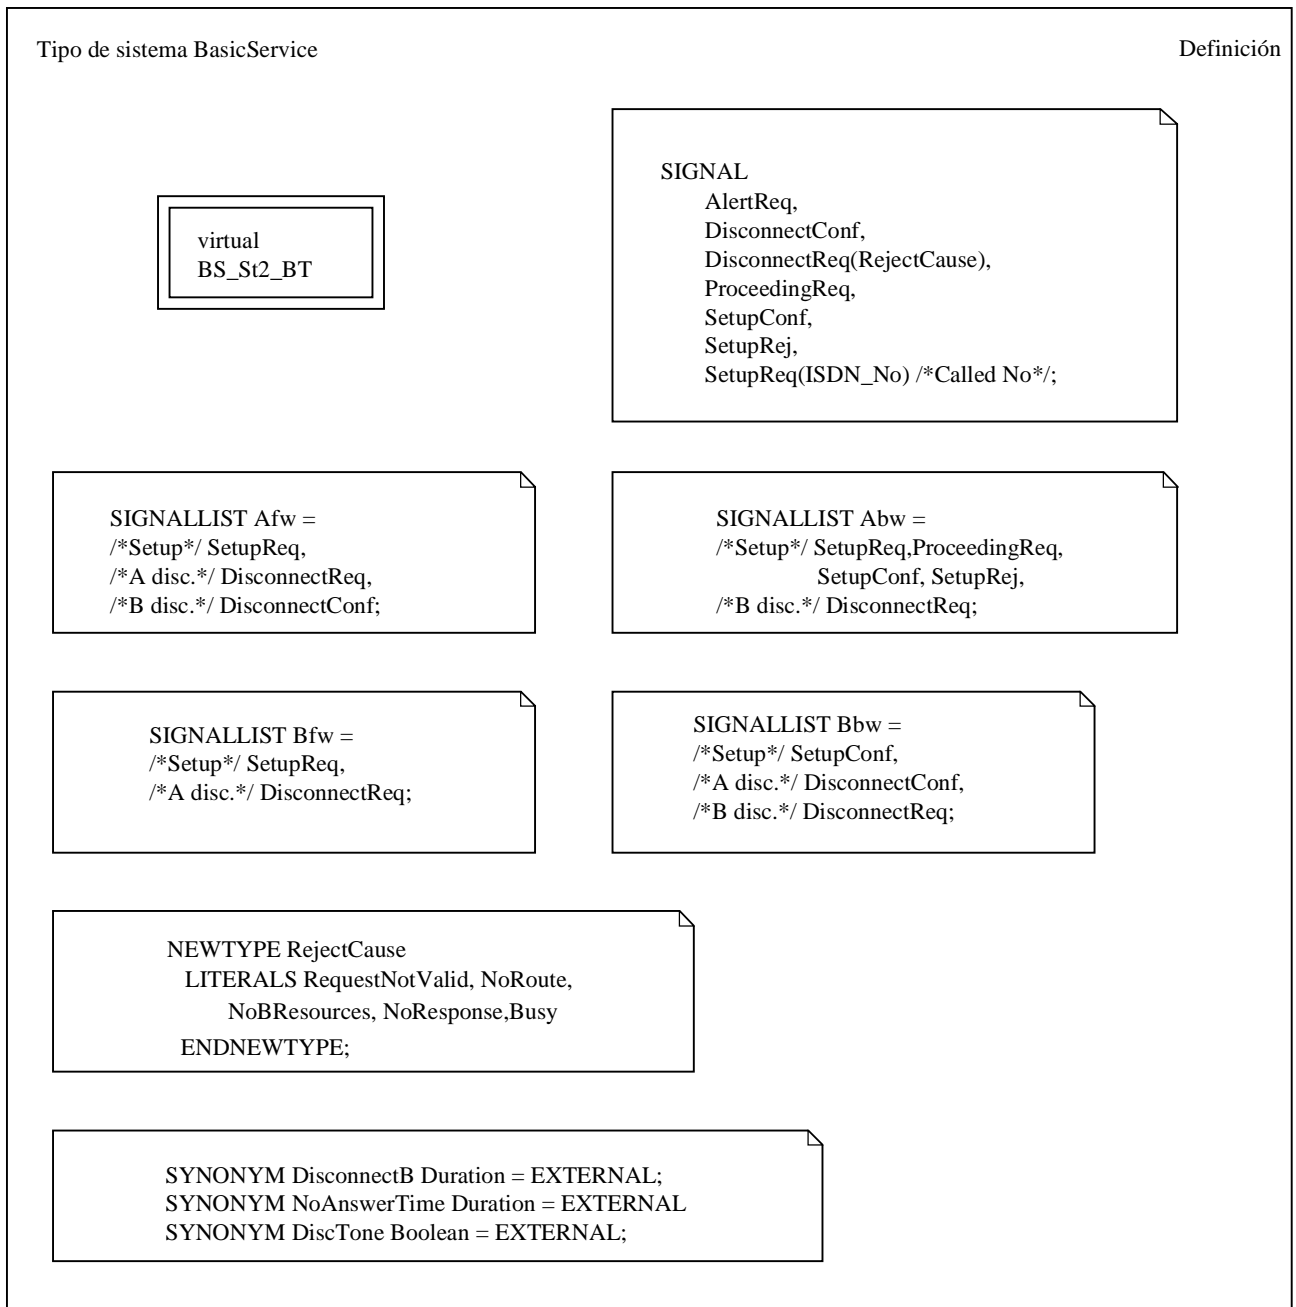 Tipo de sistema BasicService
Definición
virtual
BS_St2_BT
SIGNAL
AlertReq,
DisconnectConf,
DisconnectReq(RejectCause),
ProceedingReq,
SetupConf,
SetupRej,
SetupReq(ISDN_No) /*Called No*/;
SIGNALLIST Afw =
/*Setup*/ SetupReq,
/*A disc.*/ DisconnectReq,
/*B disc.*/ DisconnectConf;
SIGNALLIST Abw =
/*Setup*/ SetupReq,ProceedingReq,
SetupConf, SetupRej,
/*B disc.*/ DisconnectReq;
SIGNALLIST Bfw =
/*Setup*/ SetupReq,
/*A disc.*/ DisconnectReq;
SIGNALLIST Bbw =
/*Setup*/ SetupConf,
/*A disc.*/ DisconnectConf,
/*B disc.*/ DisconnectReq;
NEWTYPE RejectCause
LITERALS RequestNotValid, NoRoute,
NoBResources, NoResponse,Busy
ENDNEWTYPE;
SYNONYM DisconnectB Duration = EXTERNAL;
SYNONYM NoAnswerTime Duration = EXTERNAL
SYNONYM DiscTone Boolean = EXTERNAL;